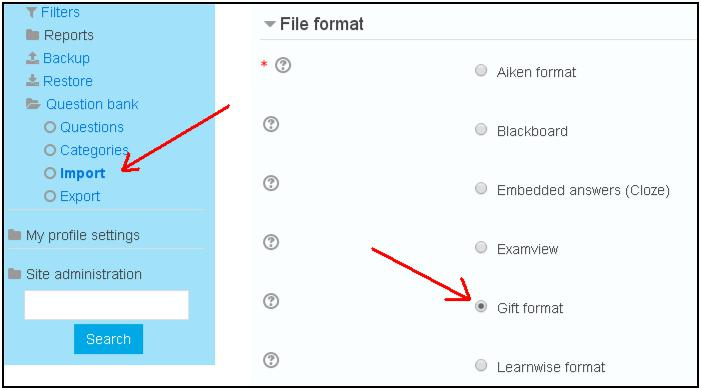 Filters
Reports
Backup
Restore
Question bank
Questions
Categories
Import
Export
My profile settings
Site administration
Search
File format
* ?
Aiken format
?
Blackboard
?
Embedded answers (Cloze)
?
Examview
?
Gift format
?
Learnwise format